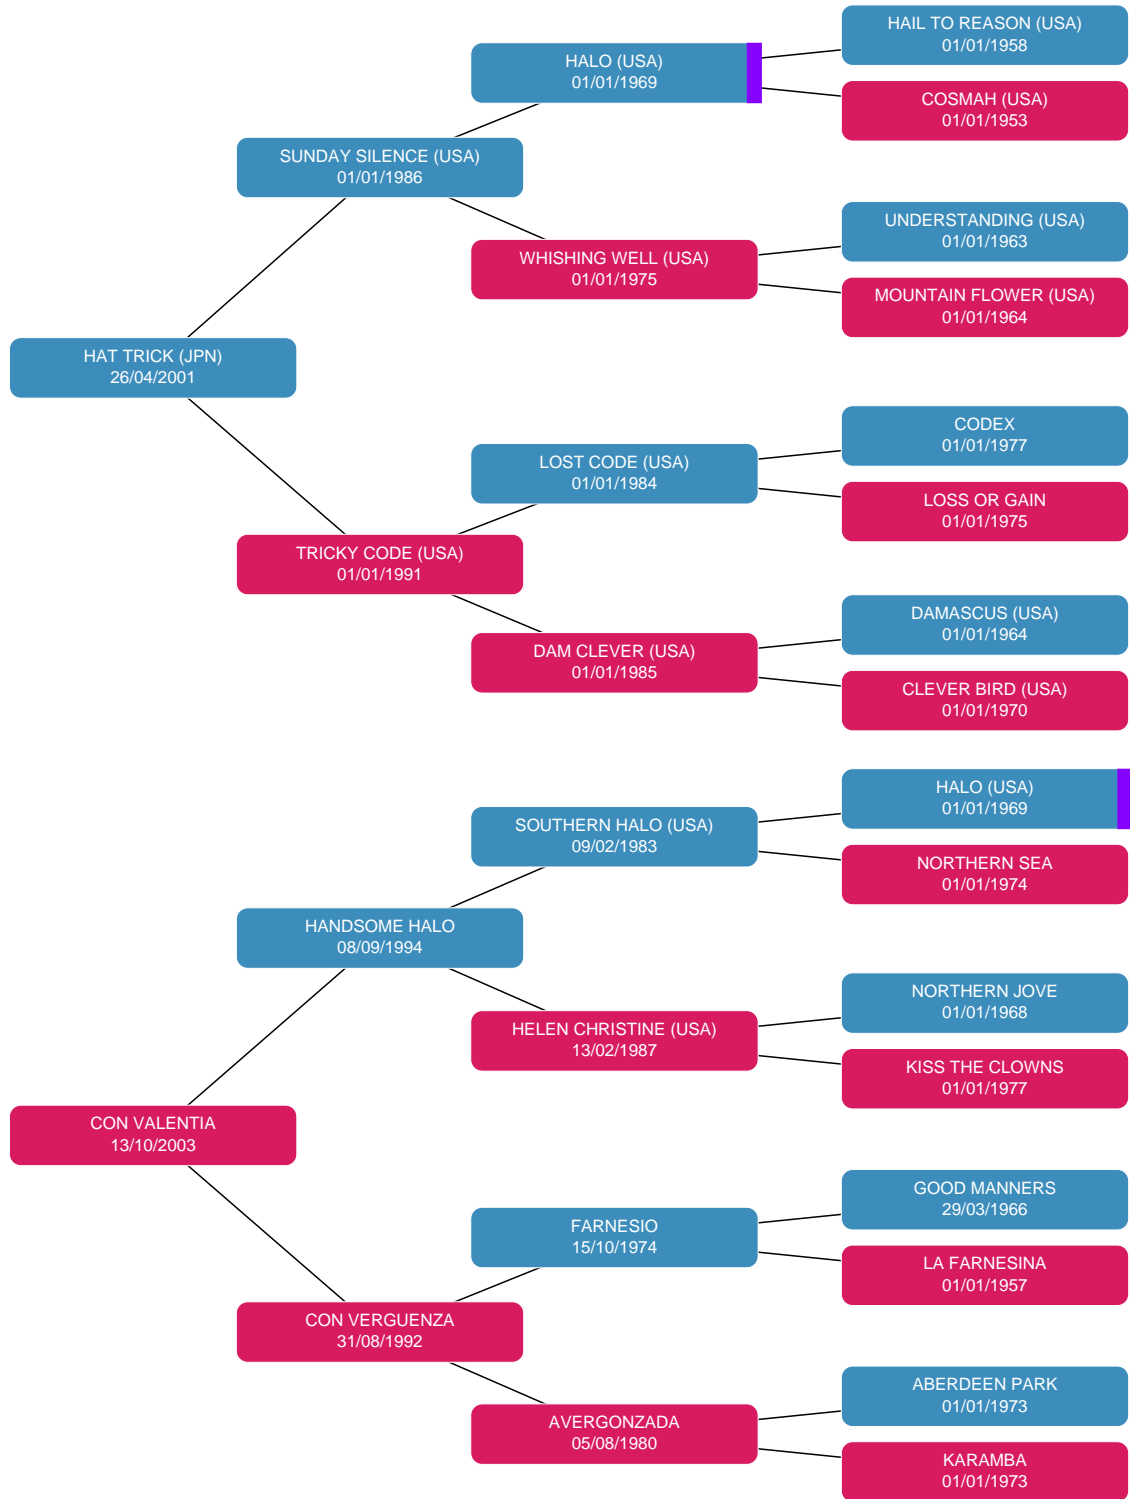 HAIL TO REASON (USA)
01/01/1958
HALO (USA)
01/01/1969
COSMAH (USA)
01/01/1953
SUNDAY SILENCE (USA)
01/01/1986
UNDERSTANDING (USA)
01/01/1963
WHISHING WELL (USA)
01/01/1975
MOUNTAIN FLOWER (USA)
01/01/1964
HAT TRICK (JPN)
26/04/2001
CODEX
01/01/1977
LOST CODE (USA)
01/01/1984
LOSS OR GAIN
01/01/1975
TRICKY CODE (USA)
01/01/1991
DAMASCUS (USA)
01/01/1964
DAM CLEVER (USA)
01/01/1985
CLEVER BIRD (USA)
01/01/1970
HALO (USA)
01/01/1969
SOUTHERN HALO (USA)
09/02/1983
NORTHERN SEA
01/01/1974
HANDSOME HALO
08/09/1994
NORTHERN JOVE
01/01/1968
HELEN CHRISTINE (USA)
13/02/1987
KISS THE CLOWNS
01/01/1977
CON VALENTIA
13/10/2003
GOOD MANNERS
29/03/1966
FARNESIO
15/10/1974
LA FARNESINA
01/01/1957
CON VERGUENZA
31/08/1992
ABERDEEN PARK
01/01/1973
AVERGONZADA
05/08/1980
KARAMBA
01/01/1973